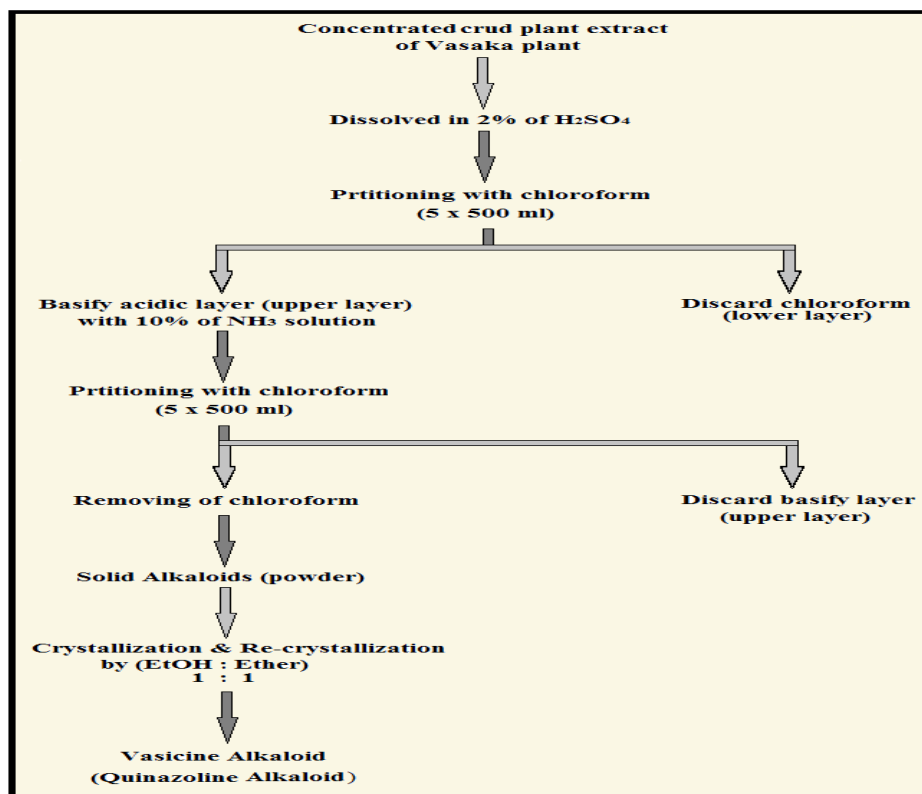 Concentrated crud plant extract
of Vasaka plant
Dissolved in 2% of H₂SO₄
Prtitioning with chloroform
(5 x 500 ml)
Basify acidic layer (upper layer)
with 10% of NH₃ solution
Discard chloroform
(lower layer)
Prtitioning with chloroform
(5 x 500 ml)
Removing of chloroform
Discard basify layer
(upper layer)
Solid Alkaloids (powder)
Crystallization & Re-crystallization
by (EtOH : Ether)
1 : 1
Vasicine Alkaloid
(Quinazoline Alkaloid)